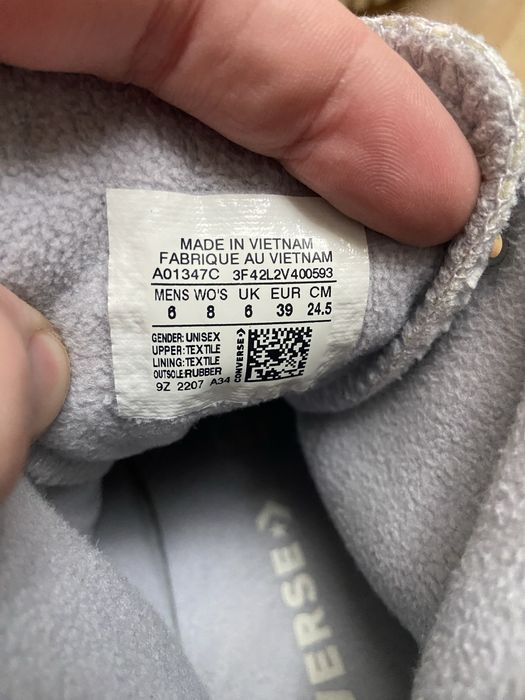 MADE IN VIETNAM
FABRIQUE AU VIETNAM
A01347C 3F42L2V400593
MENS WO'S UK EUR CM
6 8 6 39 24.5
GENDER: UNISEX
UPPER:TEXTILE
LINING:TEXTILE
OUTSOLE:RUBBER
9Z 2207 A34
CONVERSE
VERSE